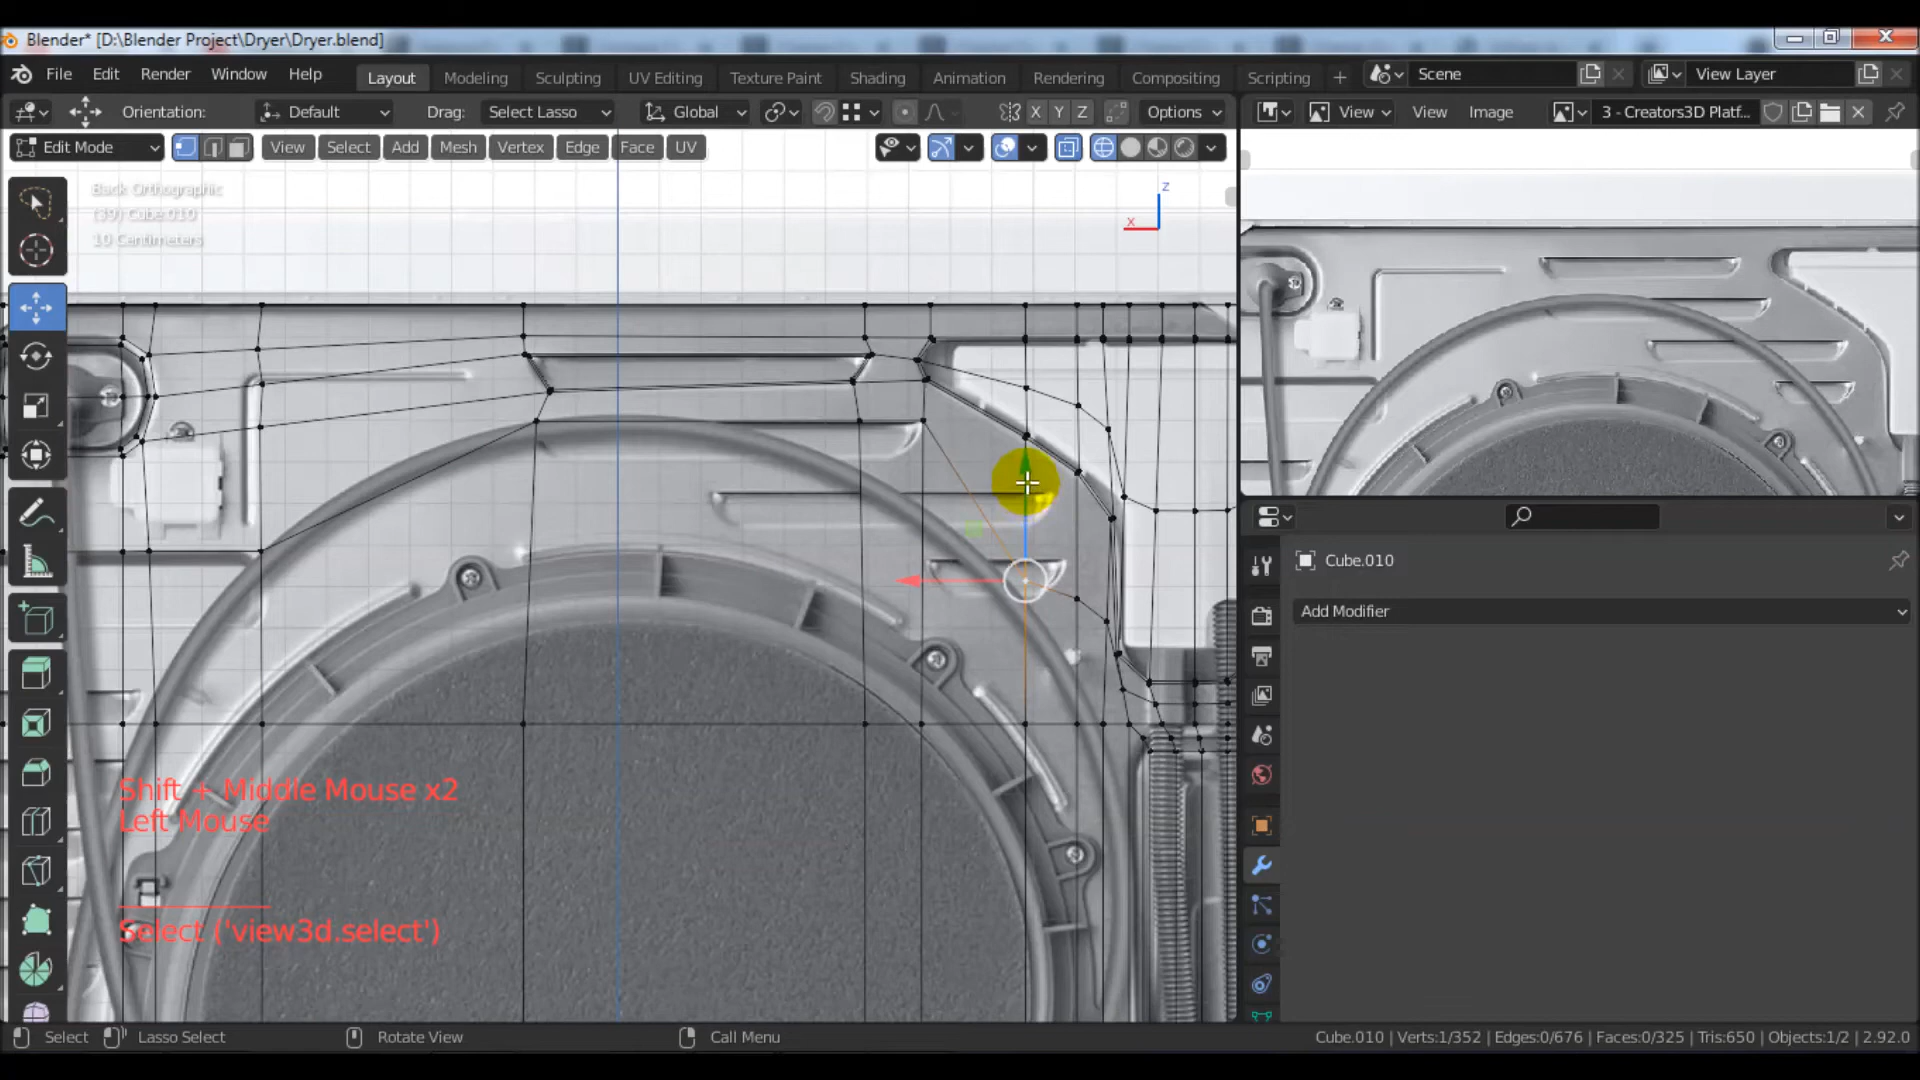 Blender* [D:\Blender Project\Dryer\Dryer.blend]
File Edit Render Window Help Layout Modeling Sculpting UV Editing Texture Paint Shading Animation Rendering Compositing Scripting + Scene View Layer
Orientation: Default Drag: Select Lasso Global X Y Z Options View View Image 3 - Creators3D Platf...
Edit Mode View Select Add Mesh Vertex Edge Face UV
Back Orthographic
(39) Cube.010
10 Centimeters
Z
X
Cube.010
Add Modifier
Shift + Middle Mouse x2
Left Mouse
Select ('view3d.select')
Select Lasso Select Rotate View Call Menu Cube.010 | Verts:1/352 | Edges:0/676 | Faces:0/325 | Tris:650 | Objects:1/2 | 2.92.0